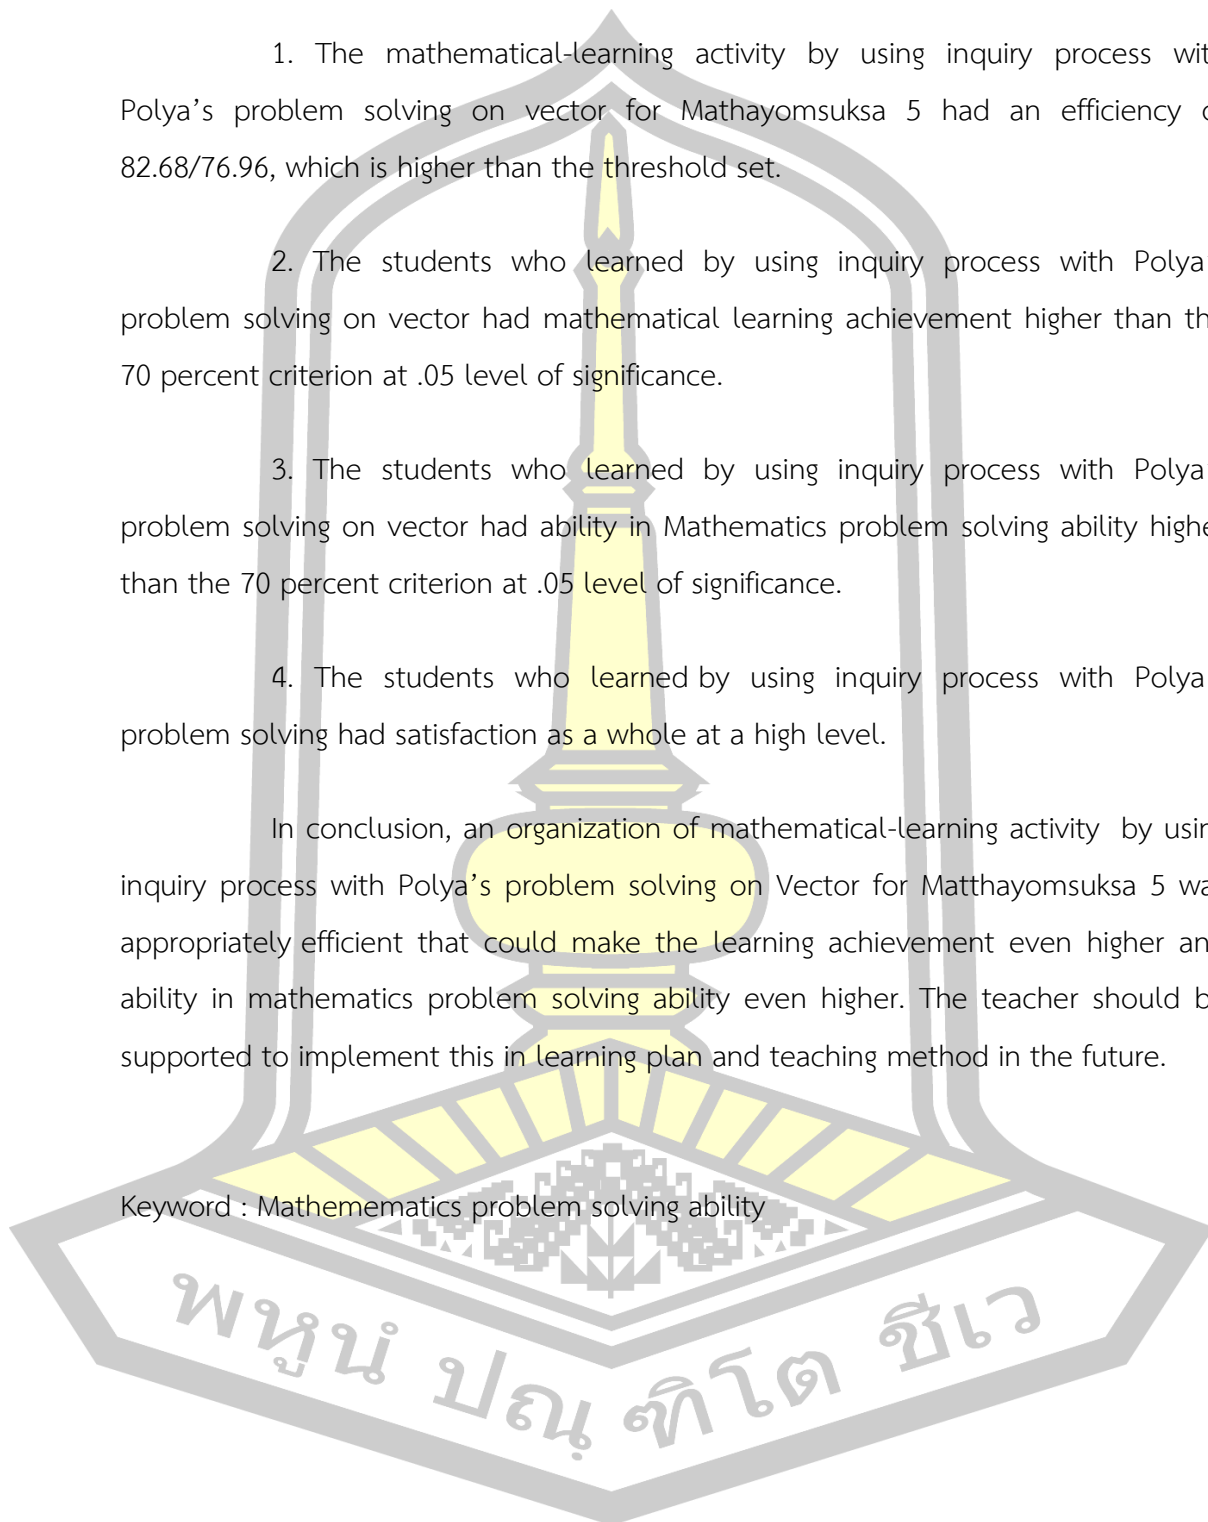 1. The mathematical-learning activity by using inquiry process wit
Polya’s problem solving on vector for Mathayomsuksa 5 had an efficiency o
82.68/76.96, which is higher than the threshold set.
2. The students who learned by using inquiry process with Polya
problem solving on vector had mathematical learning achievement higher than th
70 percent criterion at .05 level of significance.
3. The students who learned by using inquiry process with Polya
problem solving on vector had ability in Mathematics problem solving ability highe
than the 70 percent criterion at .05 level of significance.
4. The students who learned by using inquiry process with Polya
problem solving had satisfaction as a whole at a high level.
In conclusion, an organization of mathematical-learning activity by usin
inquiry process with Polya’s problem solving on Vector for Matthayomsuksa 5 wa
appropriately efficient that could make the learning achievement even higher an
ability in mathematics problem solving ability even higher. The teacher should b
supported to implement this in learning plan and teaching method in the future.
Keyword : Mathemematics problem solving ability
พหูนํ ปณฺฑิโต ชีเว